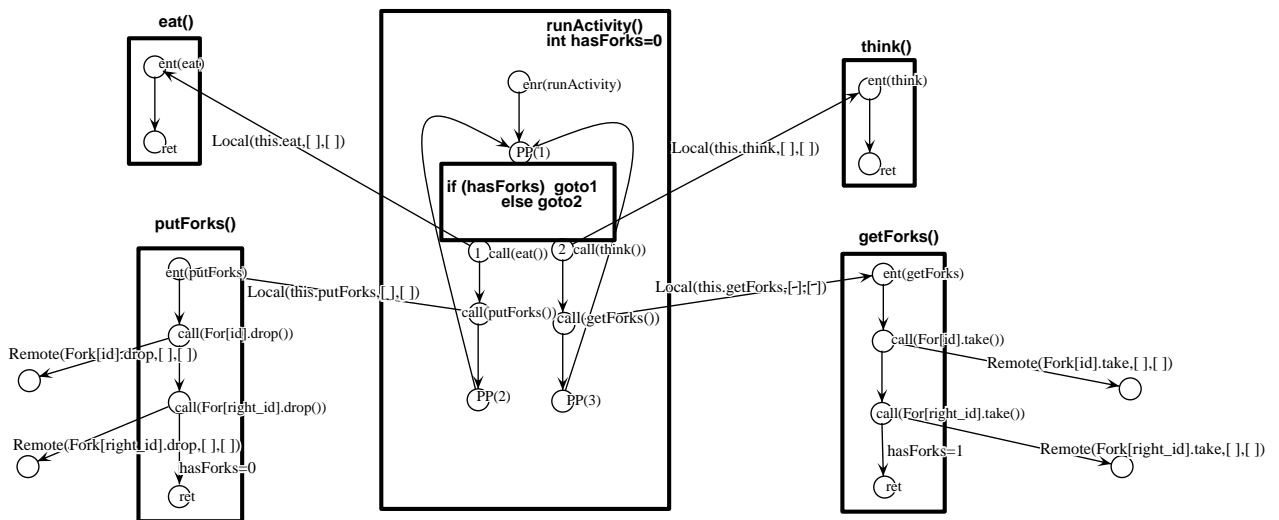 eat()
ent(eat)
ret
Local(this.eat,[ ],[ ])
runActivity()
int hasForks=0
enr(runActivity)
PP(1)
if (hasForks) goto1
else goto2
1 call(eat())
2 call(think())
call(putForks())
call(getForks())
PP(2)
PP(3)
think()
ent(think)
ret
Local(this.think,[ ],[ ])
putForks()
ent(putForks)
Local(this.putForks,[ ],[ ])
call(For[id].drop())
Remote(Fork[id].drop,[ ],[ ])
call(For[right_id].drop())
Remote(Fork[right_id].drop,[ ],[ ])
hasForks=0
ret
getForks()
ent(getForks)
Local(this.getForks,[-],[-])
call(For[id].take())
Remote(Fork[id].take,[ ],[ ])
call(For[right_id].take())
Remote(Fork[right_id].take,[ ],[ ])
hasForks=1
ret